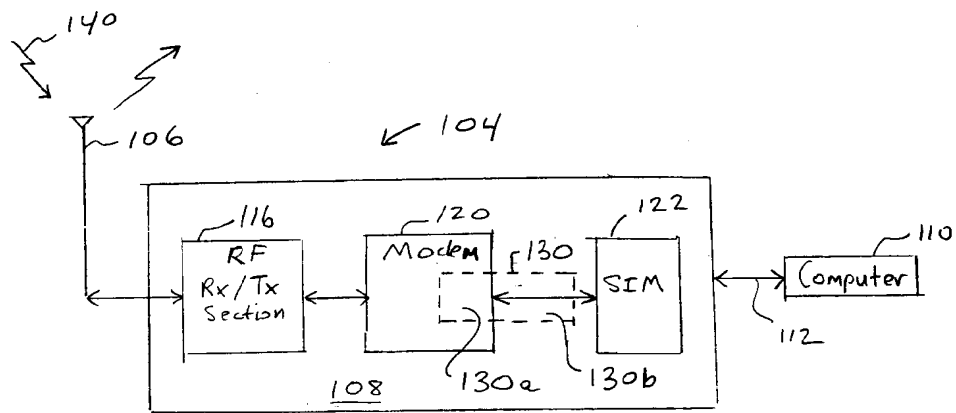 140
106
104
116
RF
Rx/Tx
Section
120
Modem
130
122
SIM
110
Computer
112
108
130a
130b